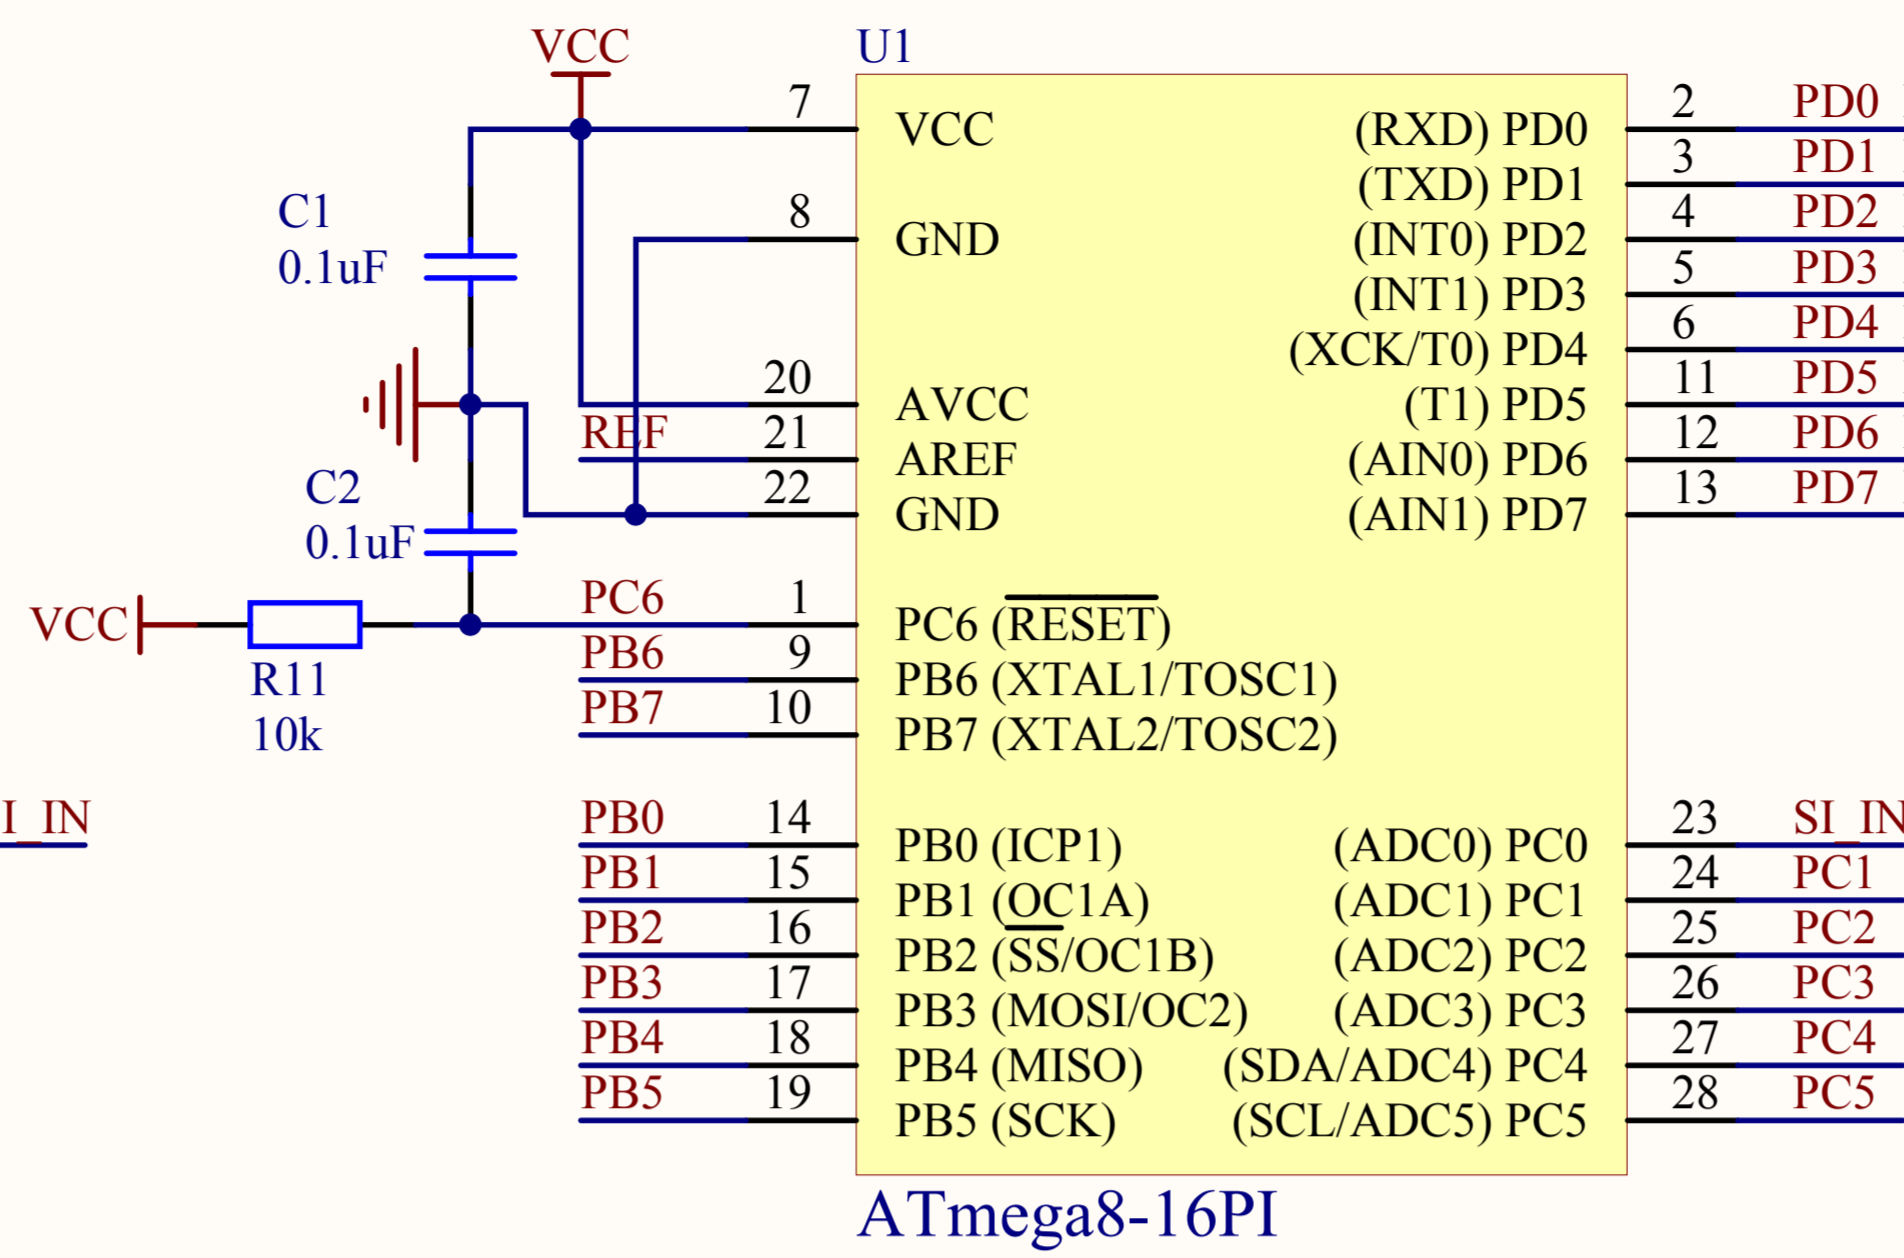 VCC
U1
7
VCC
(RXD) PD0
2
PD0
(TXD) PD1
3
PD1
C1
0.1uF
8
GND
(INT0) PD2
4
PD2
(INT1) PD3
5
PD3
(XCK/T0) PD4
6
PD4
20
AVCC
(T1) PD5
11
PD5
REF
21
AREF
(AIN0) PD6
12
PD6
22
GND
(AIN1) PD7
13
PD7
C2
0.1uF
VCC
R11
10k
PC6
1
PC6 (RESET)
PB6
9
PB6 (XTAL1/TOSC1)
PB7
10
PB7 (XTAL2/TOSC2)
I_IN
PB0
14
PB0 (ICP1)
(ADC0) PC0
23
SI_IN
PB1
15
PB1 (OC1A)
(ADC1) PC1
24
PC1
PB2
16
PB2 (SS/OC1B)
(ADC2) PC2
25
PC2
PB3
17
PB3 (MOSI/OC2)
(ADC3) PC3
26
PC3
PB4
18
PB4 (MISO)
(SDA/ADC4) PC4
27
PC4
PB5
19
PB5 (SCK)
(SCL/ADC5) PC5
28
PC5
ATmega8-16PI